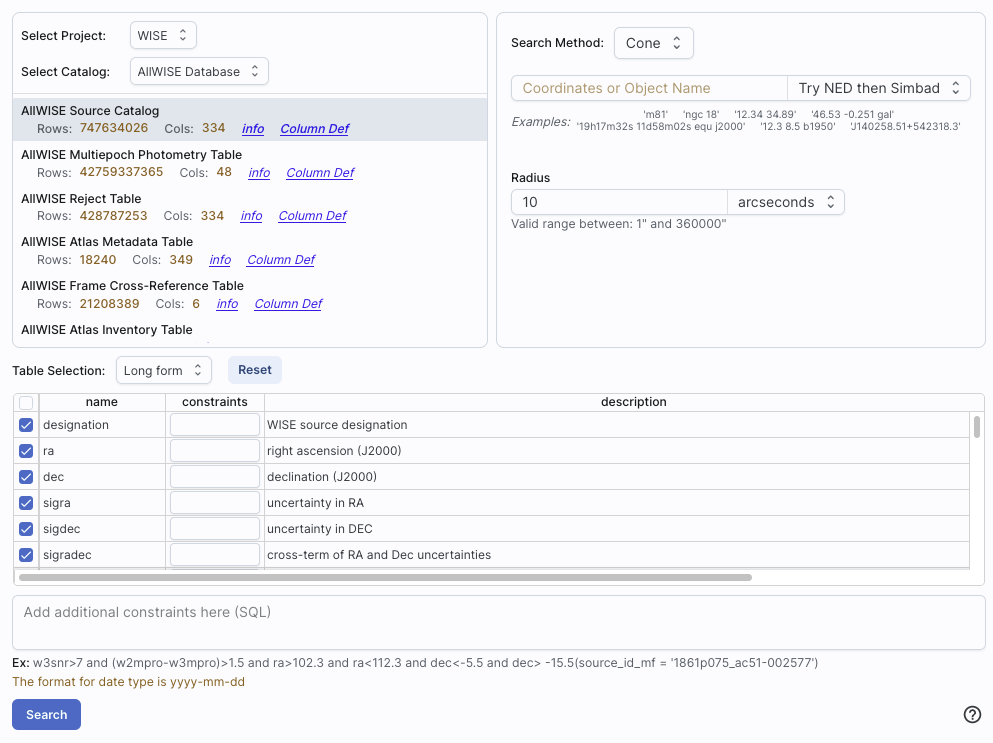 Select Project: WISE
Select Catalog: AllWISE Database
AllWISE Source Catalog
Rows: 747634026 Cols: 334 info Column Def
AllWISE Multiepoch Photometry Table
Rows: 42759337365 Cols: 48 info Column Def
AllWISE Reject Table
Rows: 428787253 Cols: 334 info Column Def
AllWISE Atlas Metadata Table
Rows: 18240 Cols: 349 info Column Def
AllWISE Frame Cross-Reference Table
Rows: 21208389 Cols: 6 info Column Def
AllWISE Atlas Inventory Table
Search Method: Cone
Coordinates or Object Name Try NED then Simbad
Examples: 'm81' 'ngc 18' '12.34 34.89' '46.53 -0.251 gal'
'19h17m32s 11d58m02s equ j2000' '12.3 8.5 b1950' 'J140258.51+542318.3'
Radius
10 arcseconds
Valid range between: 1" and 360000"
Table Selection: Long form Reset
name constraints description
designation WISE source designation
ra right ascension (J2000)
dec declination (J2000)
sigra uncertainty in RA
sigdec uncertainty in DEC
sigradec cross-term of RA and Dec uncertainties
Add additional constraints here (SQL)
Ex: w3snr>7 and (w2mpro-w3mpro)>1.5 and ra>102.3 and ra<112.3 and dec<-5.5 and dec> -15.5(source_id_mf = '1861p075_ac51-002577')
The format for date type is yyyy-mm-dd
Search